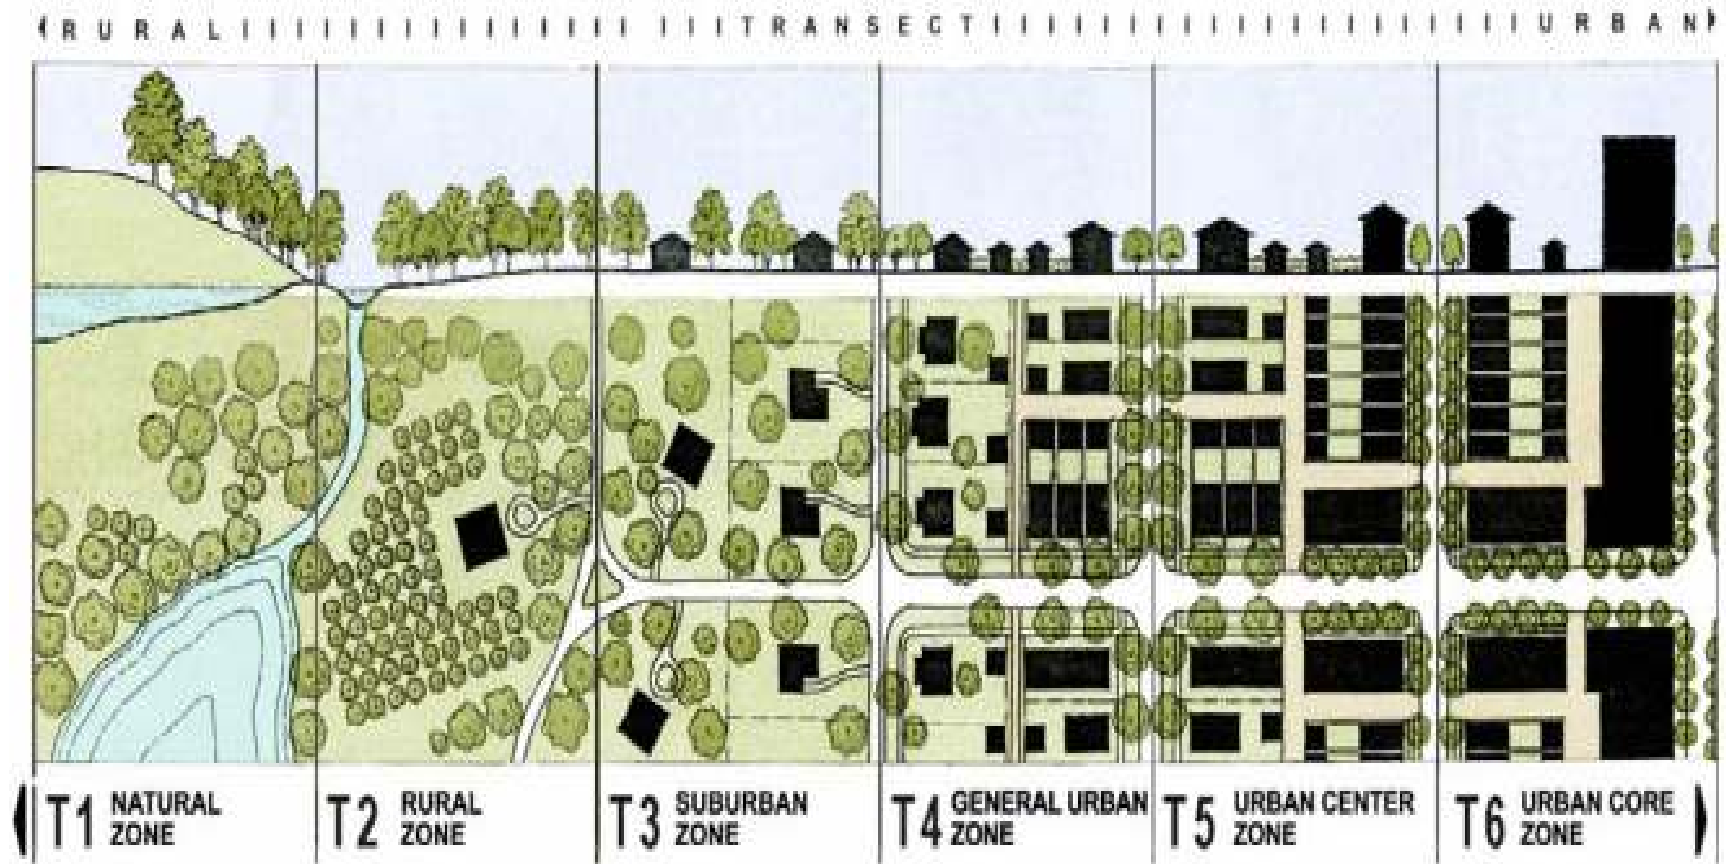 RURAL TRANSECT URBAN
T1 NATURAL ZONE
T2 RURAL ZONE
T3 SUBURBAN ZONE
T4 GENERAL URBAN ZONE
T5 URBAN CENTER ZONE
T6 URBAN CORE ZONE